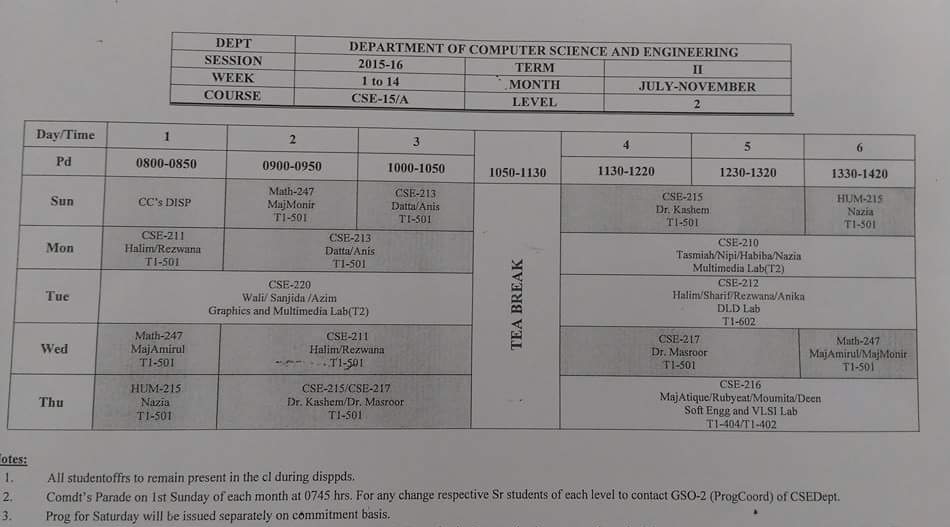 DEPT DEPARTMENT OF COMPUTER SCIENCE AND ENGINEERING
SESSION 2015-16 TERM II
WEEK 1 to 14 MONTH JULY-NOVEMBER
COURSE CSE-15/A LEVEL 2
Day/Time 1 2 3 4 5 6
Pd 0800-0850 0900-0950 1000-1050 1050-1130 1130-1220 1230-1320 1330-1420
Sun
CC's DISP
Math-247
MajMonir
T1-501
CSE-213
Datta/Anis
T1-501
TEA BREAK
CSE-215
Dr. Kashem
T1-501
HUM-215
Nazia
T1-501
Mon
CSE-211
Halim/Rezwana
T1-501
CSE-213
Datta/Anis
T1-501
CSE-210
Tasmiah/Nipi/Habiba/Nazia
Multimedia Lab(T2)
Tue
CSE-220
Wali/ Sanjida /Azim
Graphics and Multimedia Lab(T2)
CSE-212
Halim/Sharif/Rezwana/Anika
DLD Lab
T1-602
Wed
Math-247
MajAmirul
T1-501
CSE-211
Halim/Rezwana
T1-501
CSE-217
Dr. Masroor
T1-501
Math-247
MajAmirul/MajMonir
T1-501
Thu
HUM-215
Nazia
T1-501
CSE-215/CSE-217
Dr. Kashem/Dr. Masroor
T1-501
CSE-216
MajAtique/Rubyeat/Moumita/Deen
Soft Engg and VLSI Lab
T1-404/T1-402
otes:
1. All studentoffrs to remain present in the cl during disppds.
2. Comdt's Parade on 1st Sunday of each month at 0745 hrs. For any change respective Sr students of each level to contact GSO-2 (ProgCoord) of CSEDept.
3. Prog for Saturday will be issued separately on commitment basis.